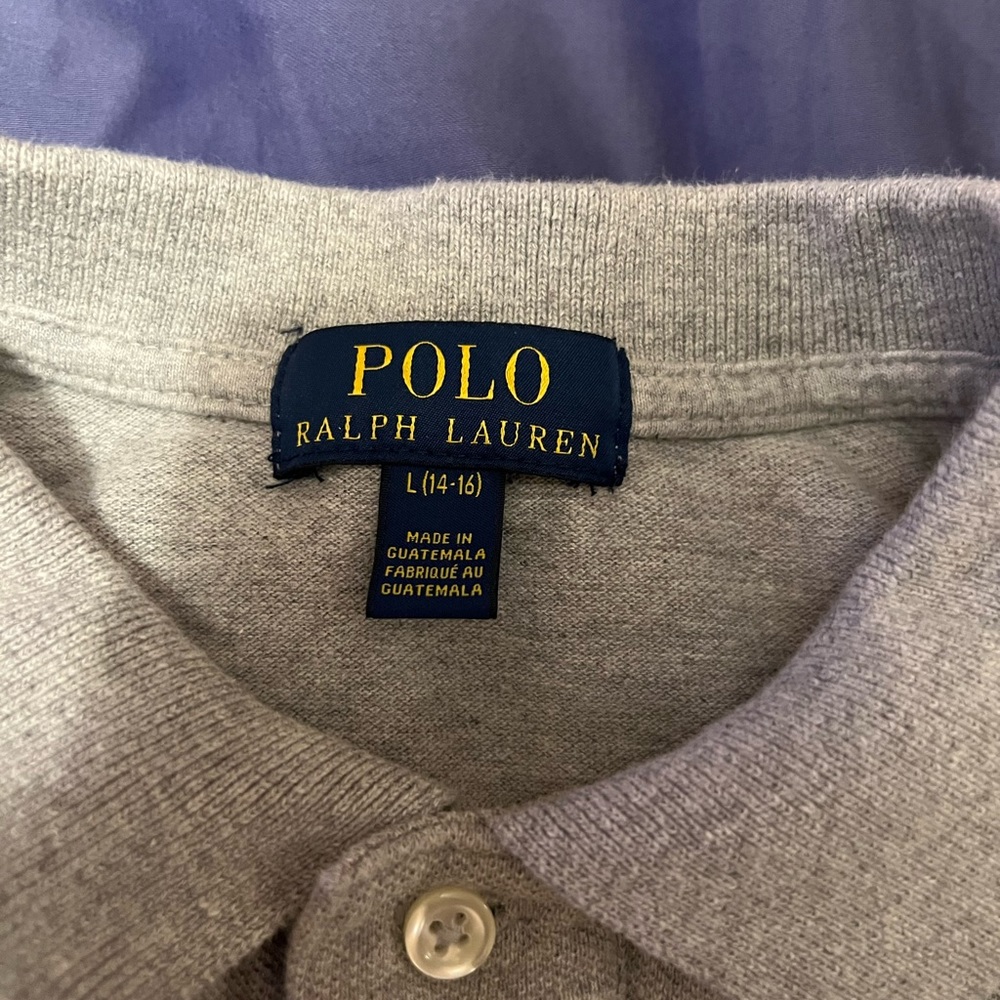 POLO
RALPH LAUREN
L (14-16)
MADE IN
GUATEMALA
FABRIQUÉ AU
GUATEMALA